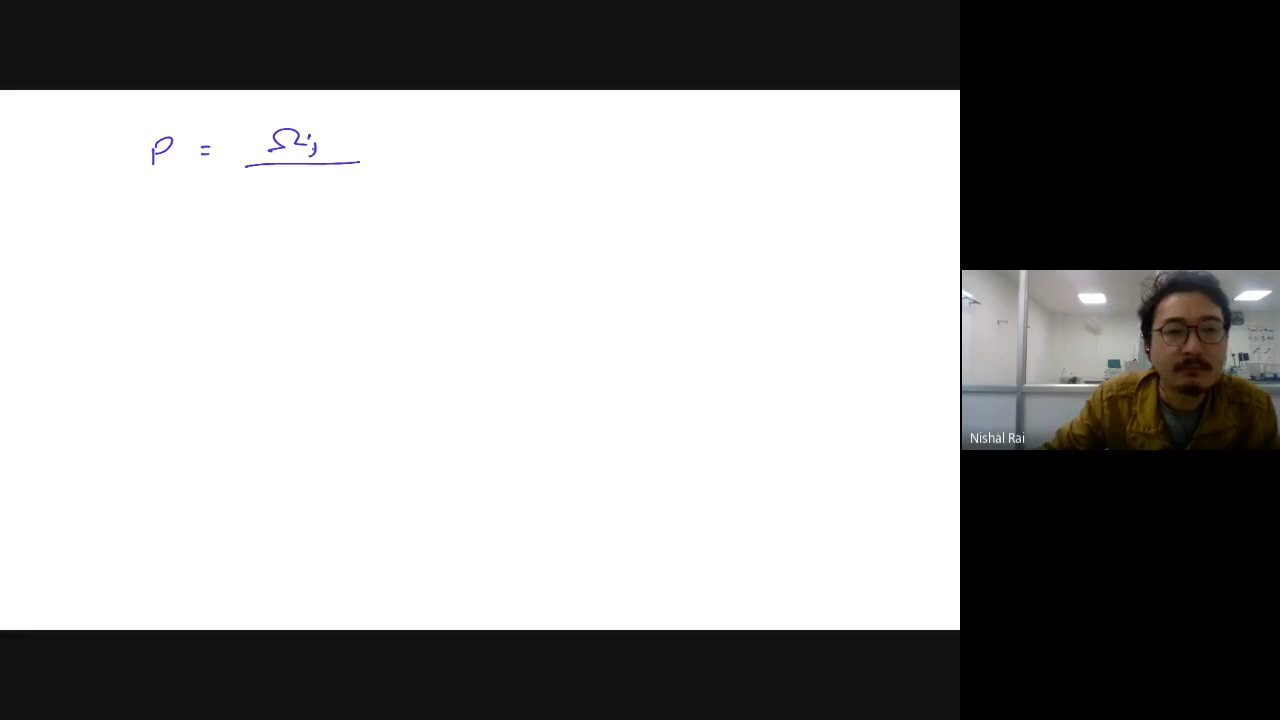 P = Ωi,
Nishal Rai